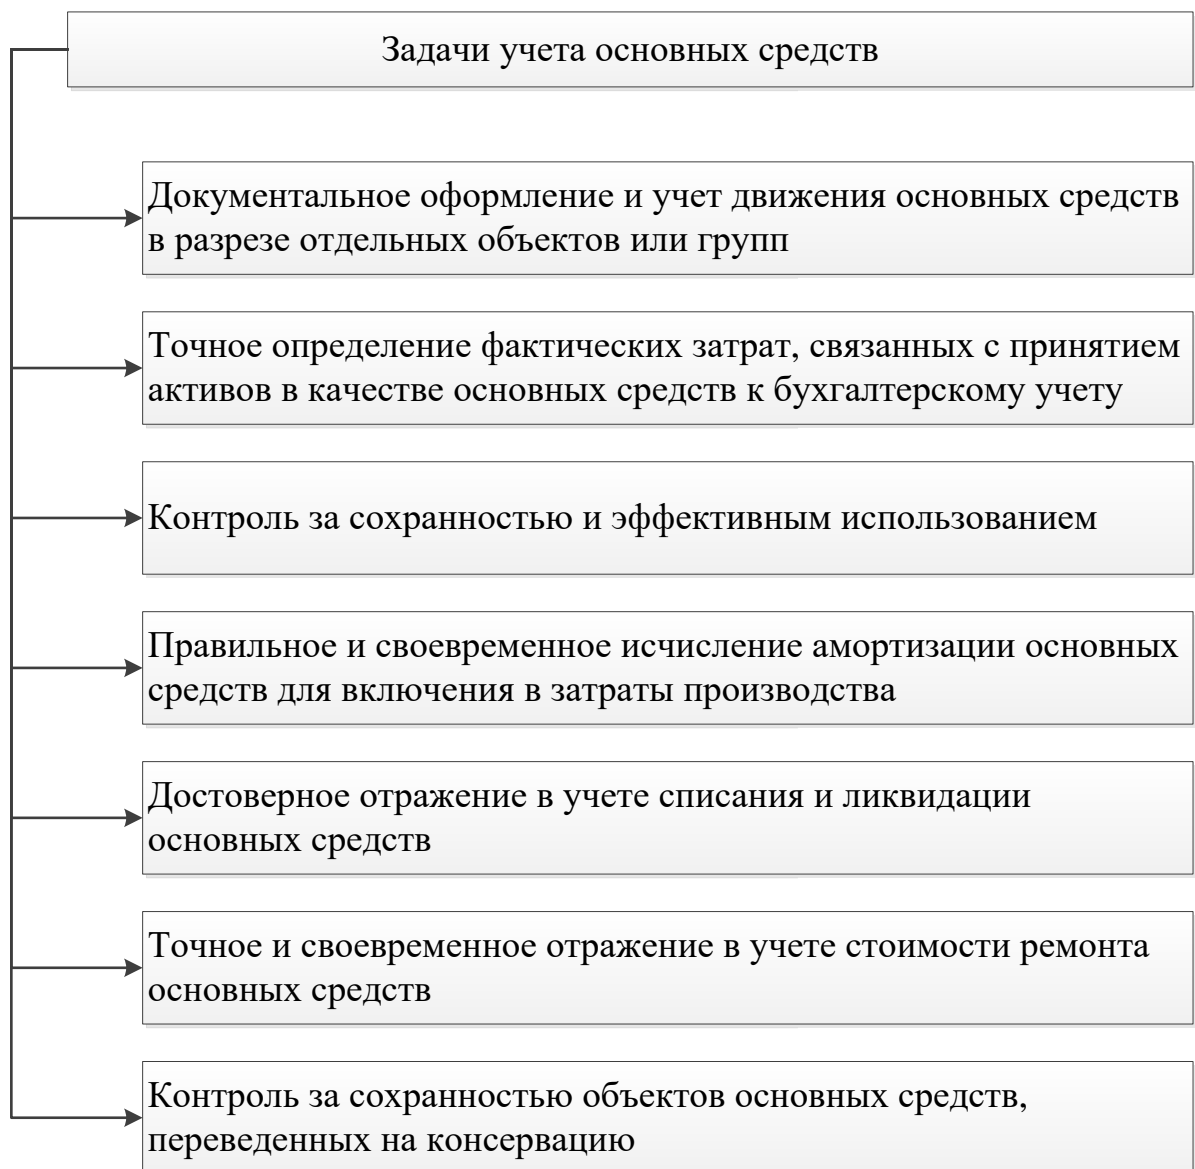 Задачи учета основных средств
Документальное оформление и учет движения основных средств
в разрезе отдельных объектов или групп
Точное определение фактических затрат, связанных с принятием
активов в качестве основных средств к бухгалтерскому учету
Контроль за сохранностью и эффективным использованием
Правильное и своевременное исчисление амортизации основных
средств для включения в затраты производства
Достоверное отражение в учете списания и ликвидации
основных средств
Точное и своевременное отражение в учете стоимости ремонта
основных средств
Контроль за сохранностью объектов основных средств,
переведенных на консервацию